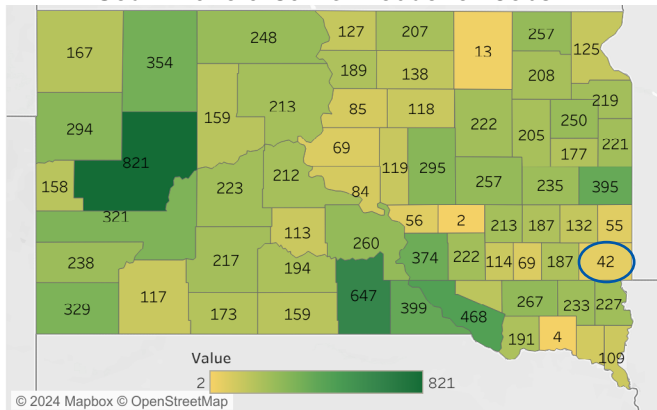 127 207 257
167 354 248 13 125
189 138 208
213 85 118 219
294 159 222 205 250
821 69 177 221
158 223 212 119 295 257 235 395
84
321 113 56 2 213 187 132 55
238 217 260 374 222 114 69 187 42
194
329 117 173 159 647 399 468 267 233 227
191 4 109
Value
2 821
© 2024 Mapbox © OpenStreetMap